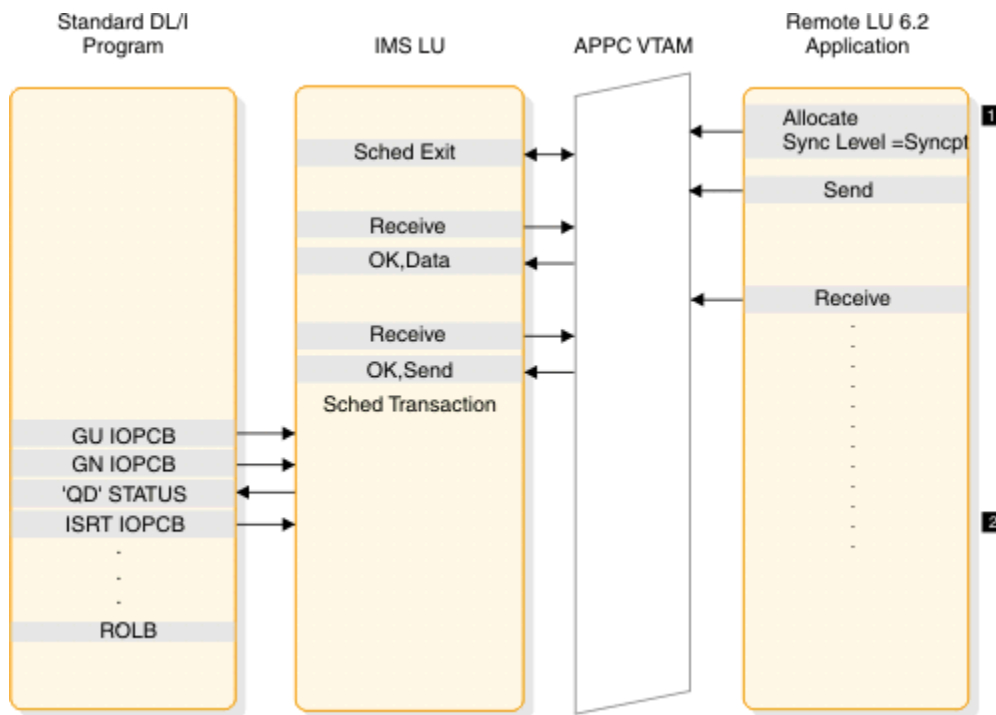 Standard DL/I
Program
IMS LU
APPC VTAM
Remote LU 6.2
Application
Allocate
Sync Level =Syncpt
1
Sched Exit
Send
Receive
OK,Data
Receive
Receive
OK,Send
Sched Transaction
GU IOPCB
GN IOPCB
'QD' STATUS
ISRT IOPCB
2
ROLB